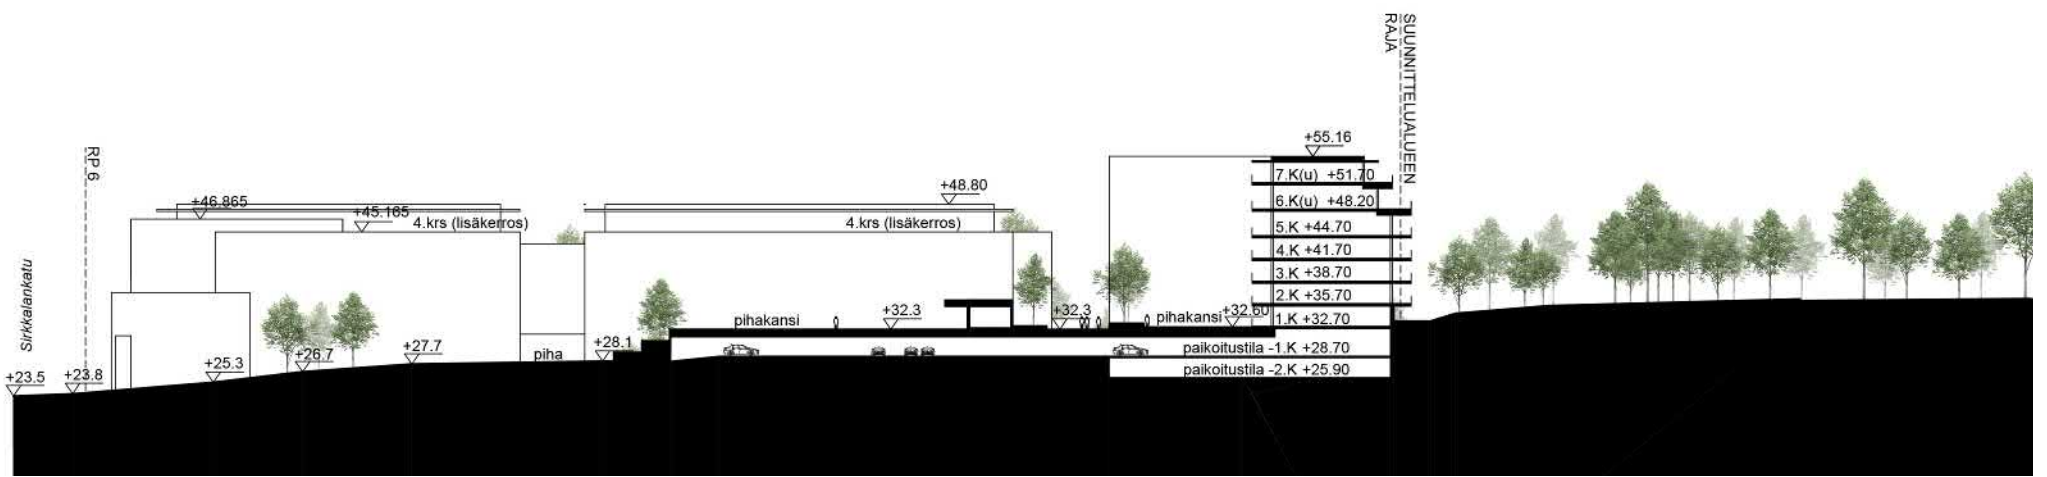 SUUNNITTELUALUEEN
RAJA
+55.16
RP 6
7.K(u) +51.70
+48.80
+46.865
6.K(u) +48.20
+45.165
4.krs (lisäkerros)
4.krs (lisäkerros)
5.K +44.70
4.K +41.70
3.K +38.70
2.K +35.70
Sirkkalankatu
pihakansi
+32.3
+32.3
pihakansi
+32.60
1.K +32.70
+28.1
piha
+27.7
+26.7
+25.3
+23.8
+23.5
paikoitustila -1.K +28.70
paikoitustila -2.K +25.90